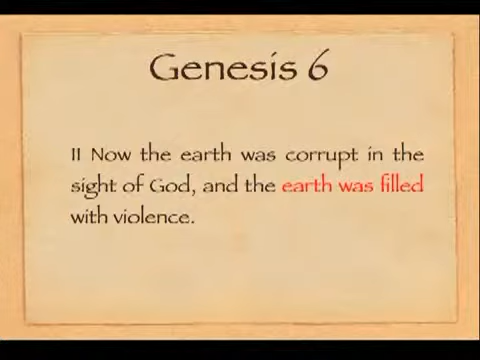 Genesis 6
11 Now the earth was corrupt in the
sight of God, and the earth was filled
with violence.